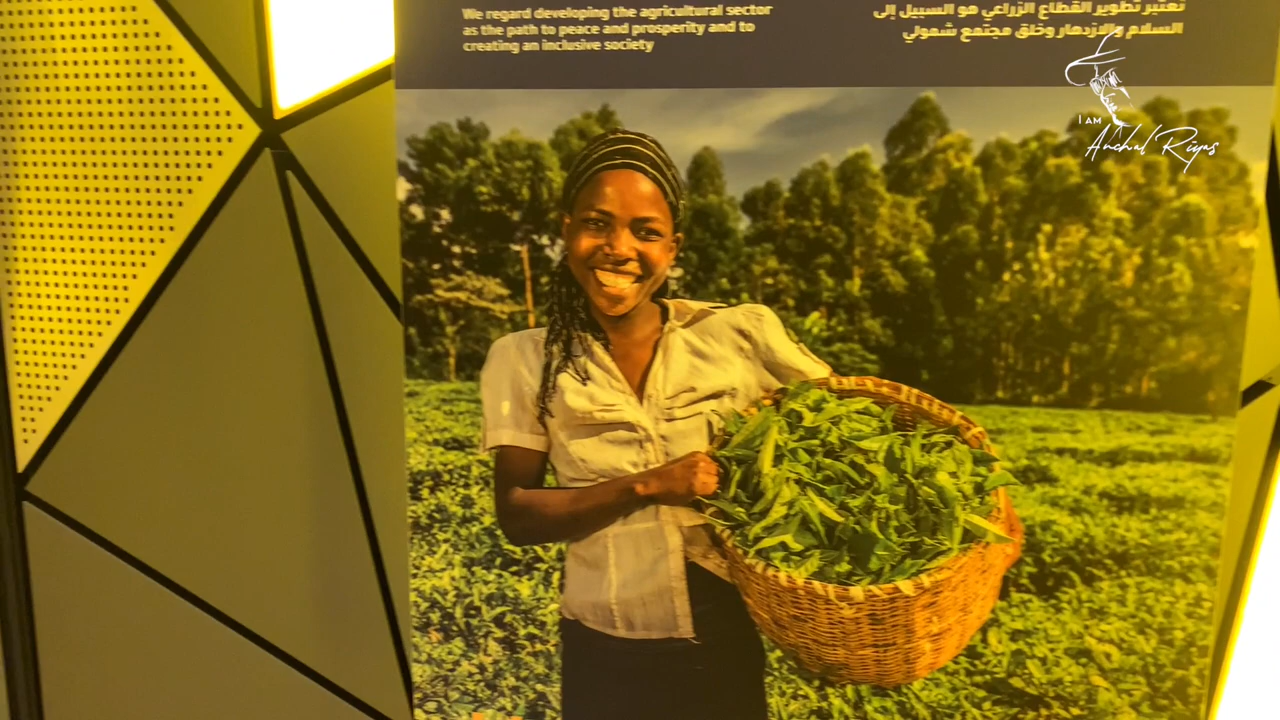 We regard developing the agricultural sector
as the path to peace and prosperity and to
creating an inclusive society
نعتبر تطوير القطاع الزراعي هو السبيل إلى
السلام والازدهار وخلق مجتمع شمولي
I AM
Anchal Riyas